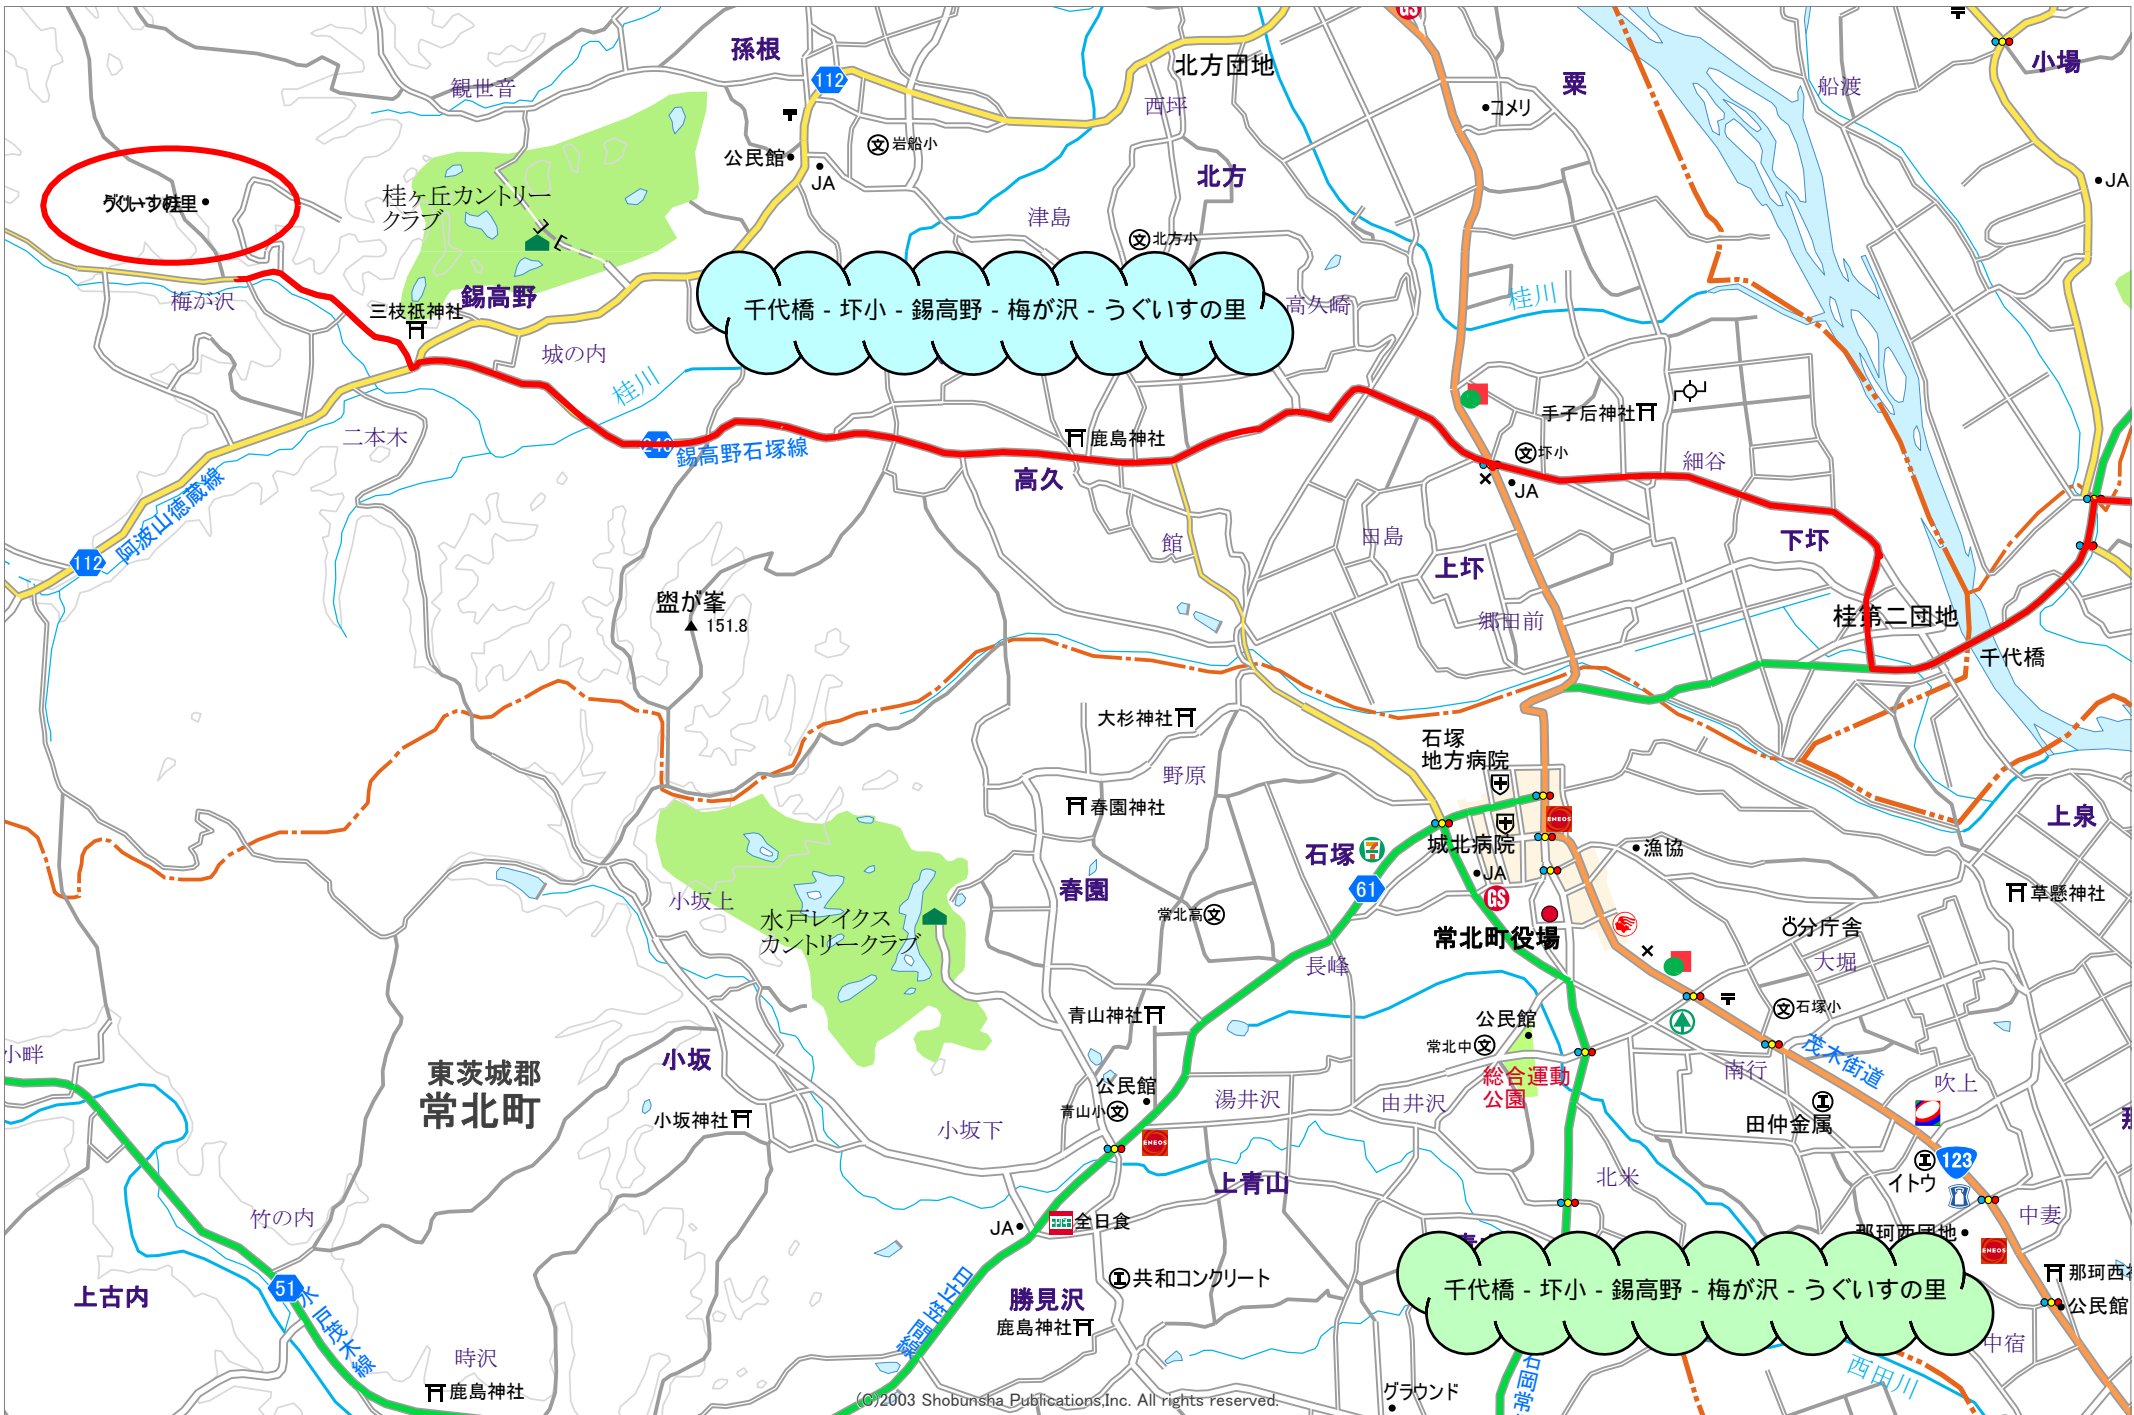 孫根
112
北方団地
粟
小場
船渡
観世音
西坪
コメリ
公民館
岩船小
JA
JA
北方
桂ヶ丘カントリー
クラブ
津島
北方小
梅が沢
錫高野
三枝祇神社
千代橋 - 圷小 - 錫高野 - 梅が沢 - うぐいすの里
高久崎
桂川
城の内
桂川
手子后神社
二本木
錫高野石塚線
鹿島神社
圷小
細谷
高久
JA
阿波山徳蔵線
112
館
田島
上圷
下圷
盥が峯
151.8
郷田前
桂第二団地
千代橋
大杉神社
石塚
地方病院
野原
春園神社
ENEOS
上泉
石塚
城北病院
漁協
61
JA
小坂上
春園
GS
草懸神社
水戸レイクス
カントリークラブ
常北高
常北町役場
分庁舎
長峰
大堀
青山神社
石塚小
公民館
常北中
小畔
東茨城郡
常北町
小坂
茂木街道
総合運動
公園
南行
吹上
公民館
湯井沢
由井沢
青山小
小坂神社
田仲金属
小坂下
ENEOS
上青山
123
イトウ
北米
竹の内
JA
全日食
中妻
那珂西団地
ENEOS
共和コンクリート
51
水戸茂木線
上古内
勝見沢
鹿島神社
千代橋 - 圷小 - 錫高野 - 梅が沢 - うぐいすの里
公民館
中宿
時沢
西田川
鹿島神社
グラウンド
(C)2003 Shobunsha Publications,Inc. All rights reserved.